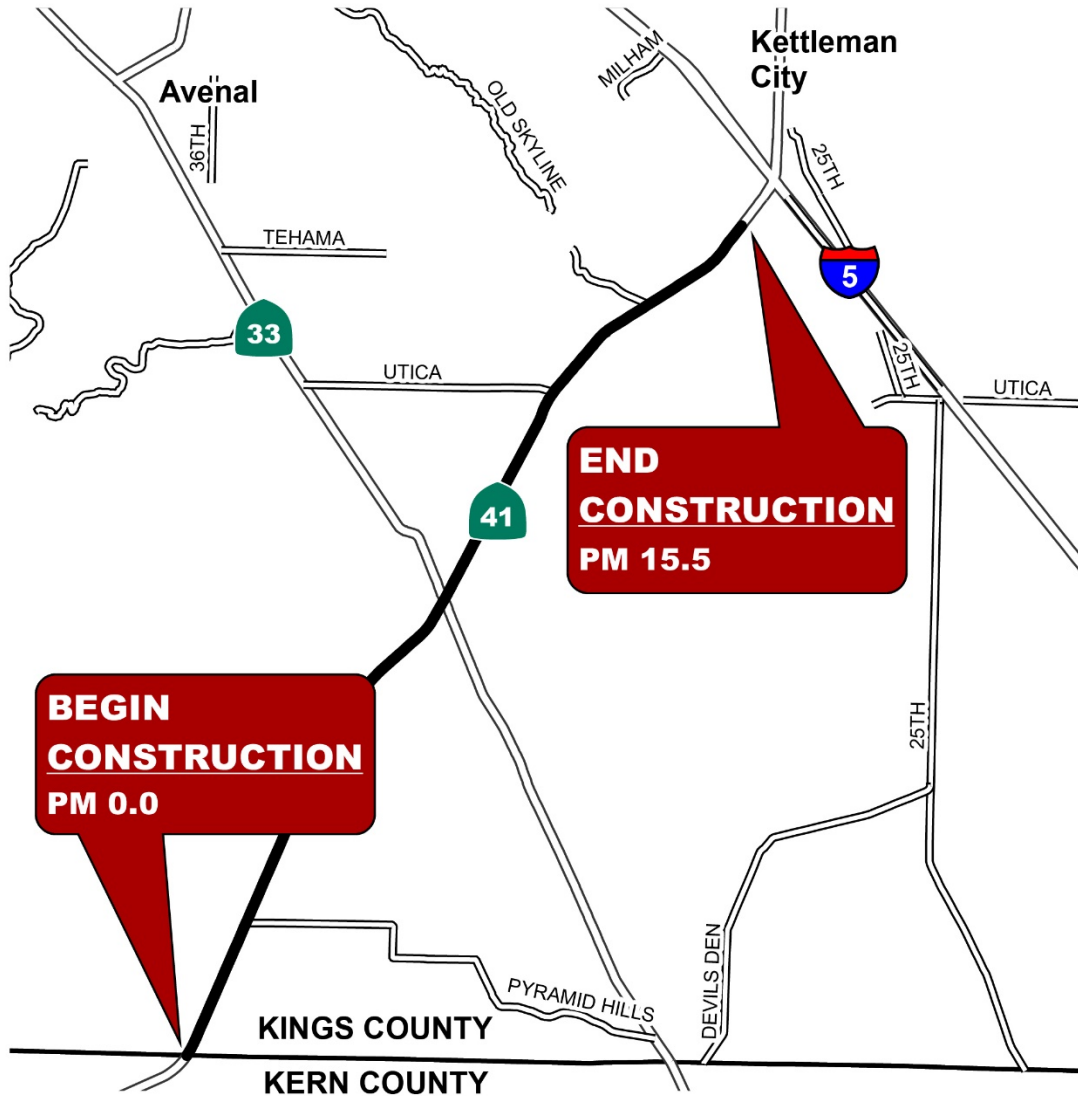 Kettleman
City
MILHAM
Avenal
OLD SKYLINE
36TH
25TH
TEHAMA
5
33
25TH
UTICA
UTICA
END
CONSTRUCTION
PM 15.5
41
BEGIN
CONSTRUCTION
PM 0.0
25TH
DEVILS DEN
PYRAMID HILLS
KINGS COUNTY
KERN COUNTY